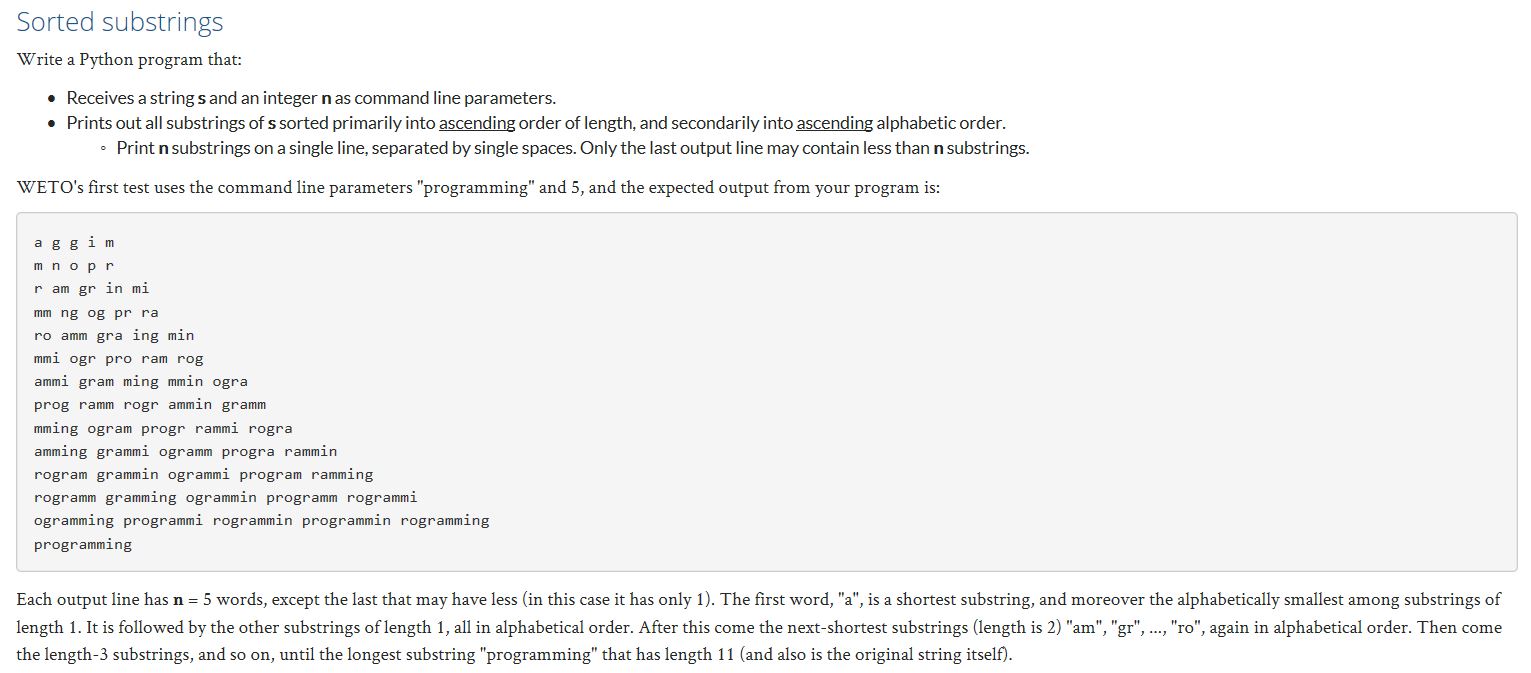 Sorted substrings
Write a Python program that:
• Receives a string s and an integer n as command line parameters.
• Prints out all substrings of s sorted primarily into ascending order of length, and secondarily into ascending alphabetic order.
◦ Print n substrings on a single line, separated by single spaces. Only the last output line may contain less than n substrings.
WETO's first test uses the command line parameters "programming" and 5, and the expected output from your program is:
a g g i m
m n o p r
r am gr in mi
mm ng og pr ra
ro amm gra ing min
mmi ogr pro ram rog
ammi gram ming mmin ogra
prog ramm rogr ammin gramm
mming ogram progr rammi rogra
amming grammi ogramm progra rammin
rogram grammin ogrammi program ramming
rogramm gramming ogrammin programm rogrammi
ogramming programmi rogrammin programmin rogramming
programming
Each output line has n = 5 words, except the last that may have less (in this case it has only 1). The first word, "a", is a shortest substring, and moreover the alphabetically smallest among substrings of
length 1. It is followed by the other substrings of length 1, all in alphabetical order. After this come the next-shortest substrings (length is 2) "am", "gr", ..., "ro", again in alphabetical order. Then come
the length-3 substrings, and so on, until the longest substring "programming" that has length 11 (and also is the original string itself).